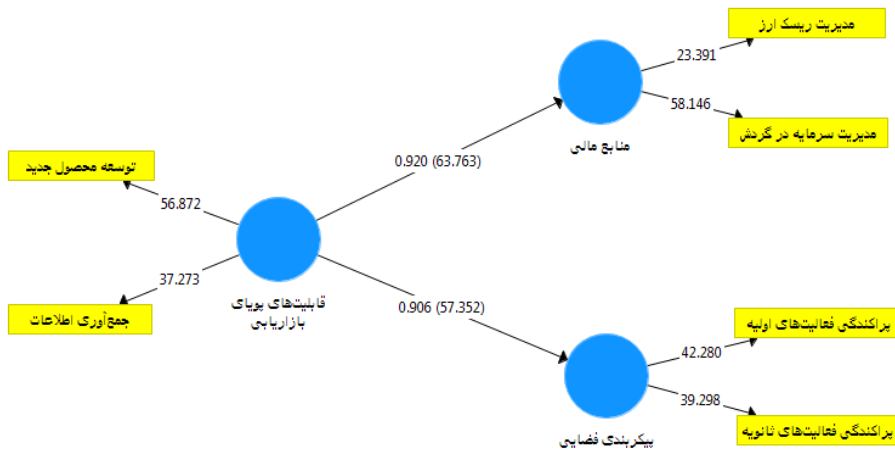 مدیریت ریسک ارز
23.391
58.146
مدیریت سرمایه در گردش
منابع مالی
0.920 (63.763)
توسعه محصول جدید
56.872
37.273
جمع‌آوری اطلاعات
قابلیت‌های پویای
بازاریابی
0.906 (57.352)
پراکندگی فعالیت‌های اولیه
42.280
39.298
پراکندگی فعالیت‌های ثانویه
پیکربندی فضایی